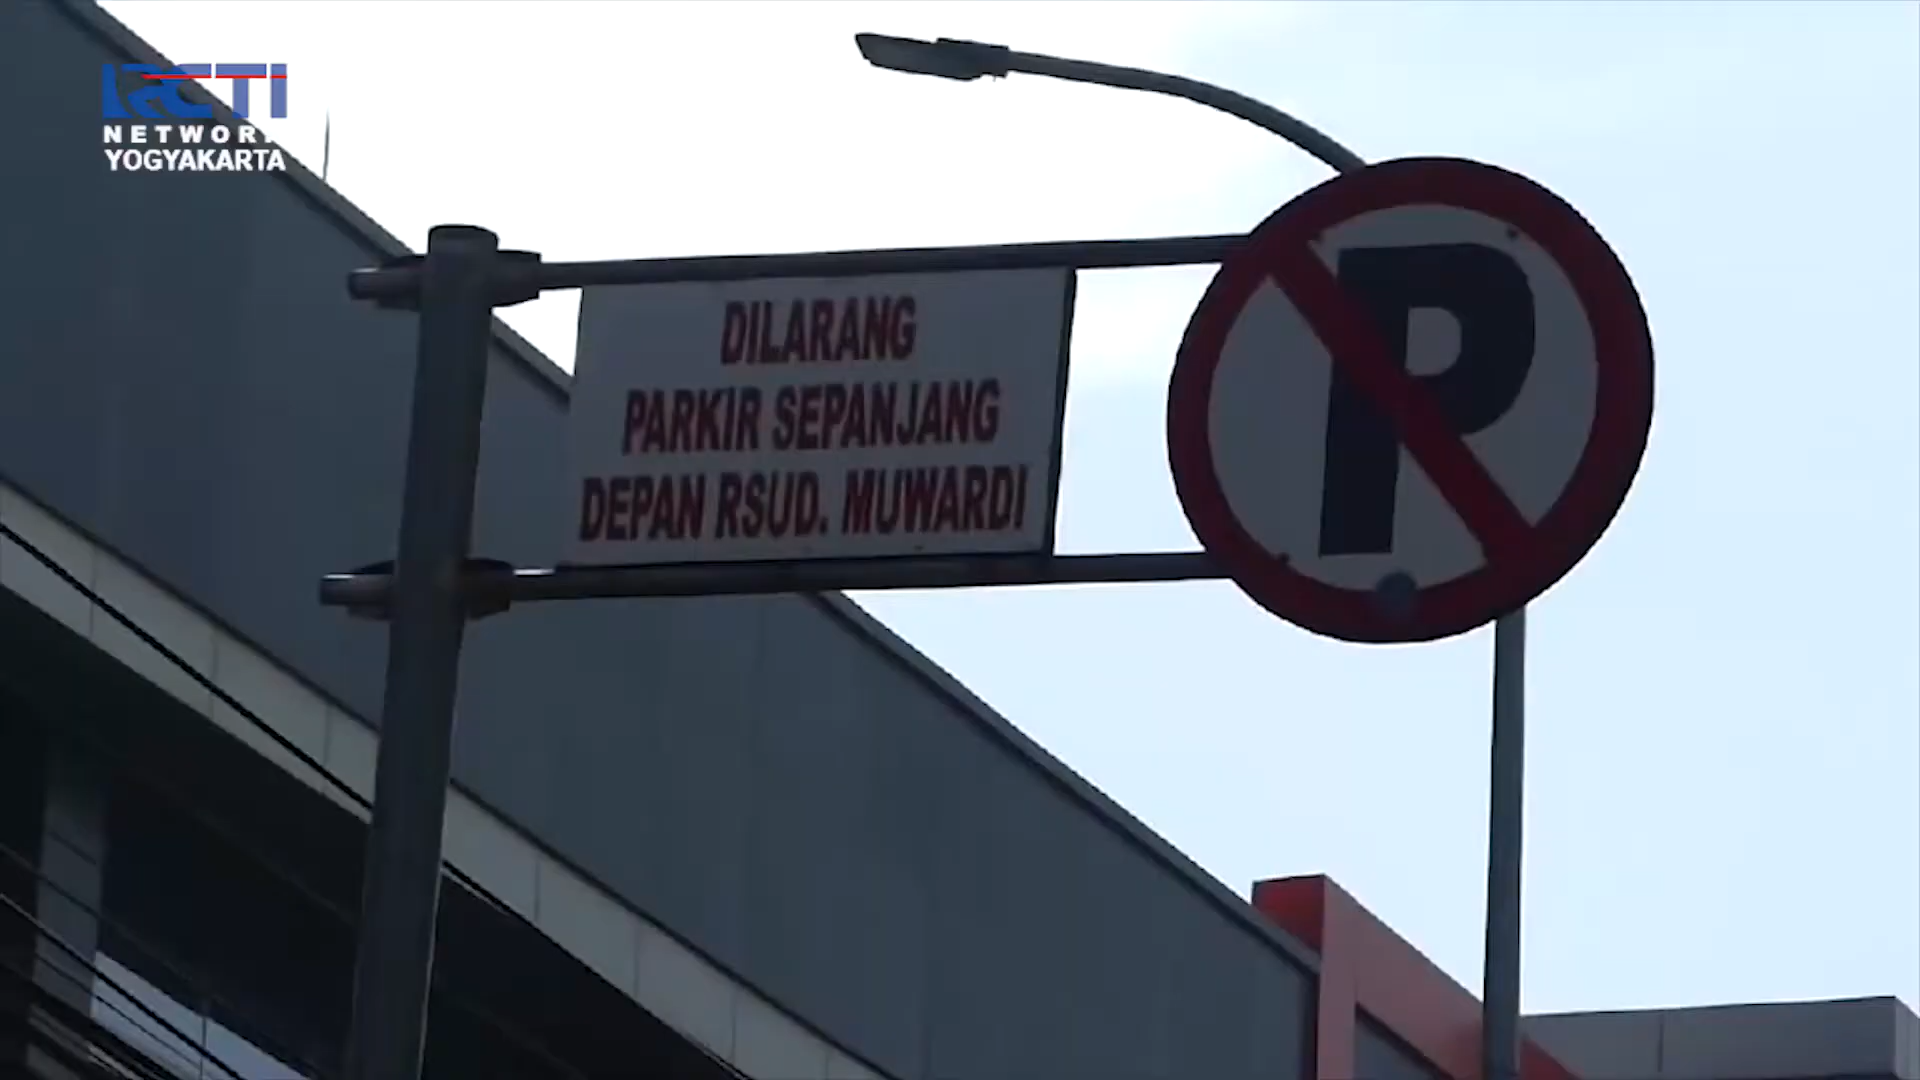 RCTI
NETWORK
YOGYAKARTA
DILARANG
PARKIR SEPANJANG
DEPAN RSUD. MUWARDI
P